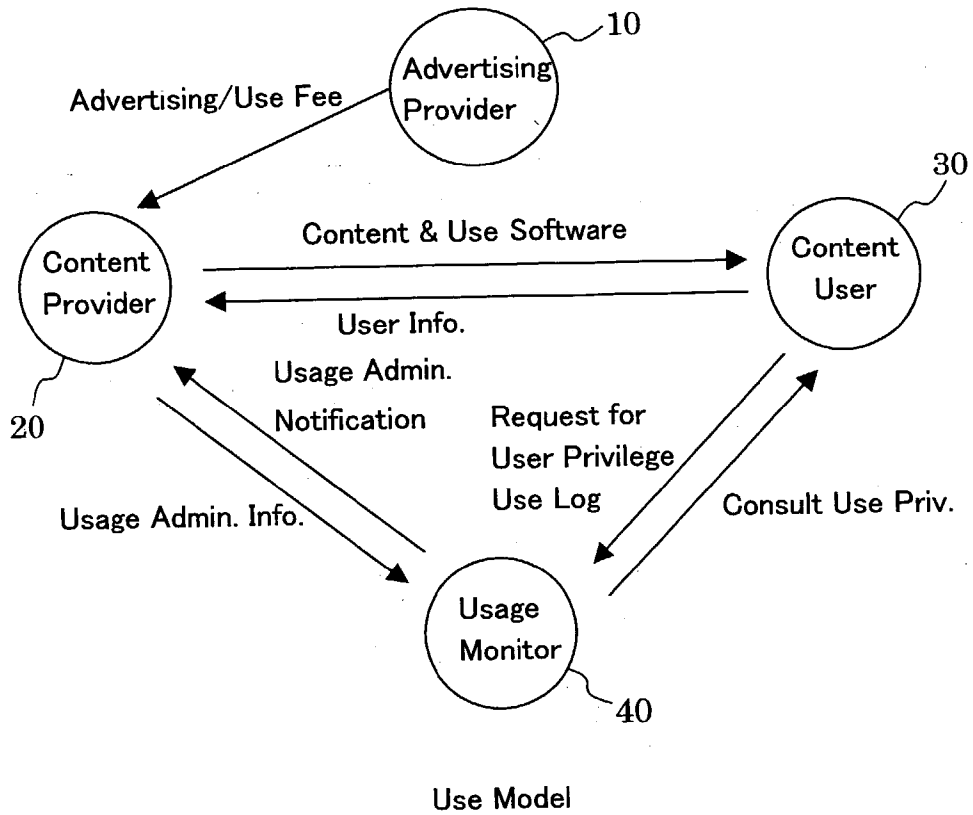 10
Advertising
Provider
Advertising/Use Fee
30
Content & Use Software
Content
User
Content
Provider
User Info.
20
Usage Admin.
Notification
Request for
User Privilege
Use Log
Usage Admin. Info.
Consult Use Priv.
Usage
Monitor
40
Use Model